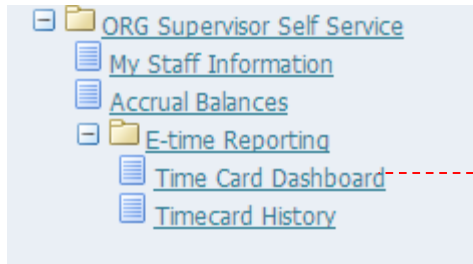 ORG Supervisor Self Service
My Staff Information
Accrual Balances
E-time Reporting
Time Card Dashboard
Timecard History